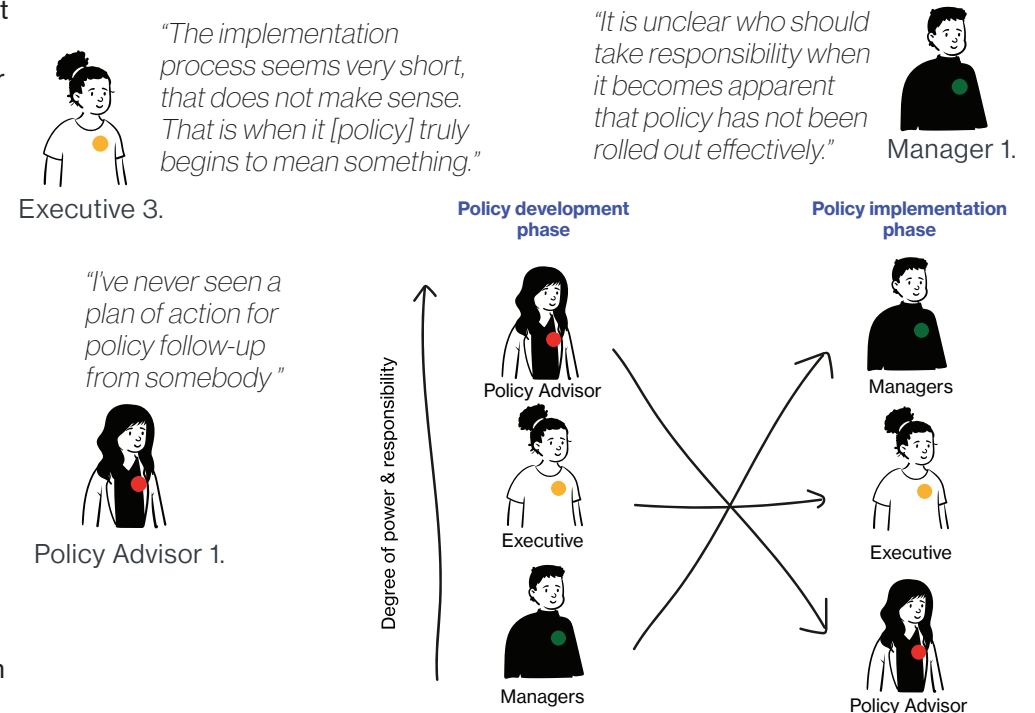 t
r
n
“The implementation
process seems very short,
that does not make sense.
That is when it [policy] truly
begins to mean something.”
Executive 3.
“It is unclear who should
take responsibility when
it becomes apparent
that policy has not been
rolled out effectively.”
Manager 1.
“I’ve never seen a
plan of action for
policy follow-up
from somebody ”
Policy Advisor 1.
Degree of power & responsibility
Policy development
phase
Policy Advisor
Executive
Managers
Policy implementation
phase
Managers
Executive
Policy Advisor